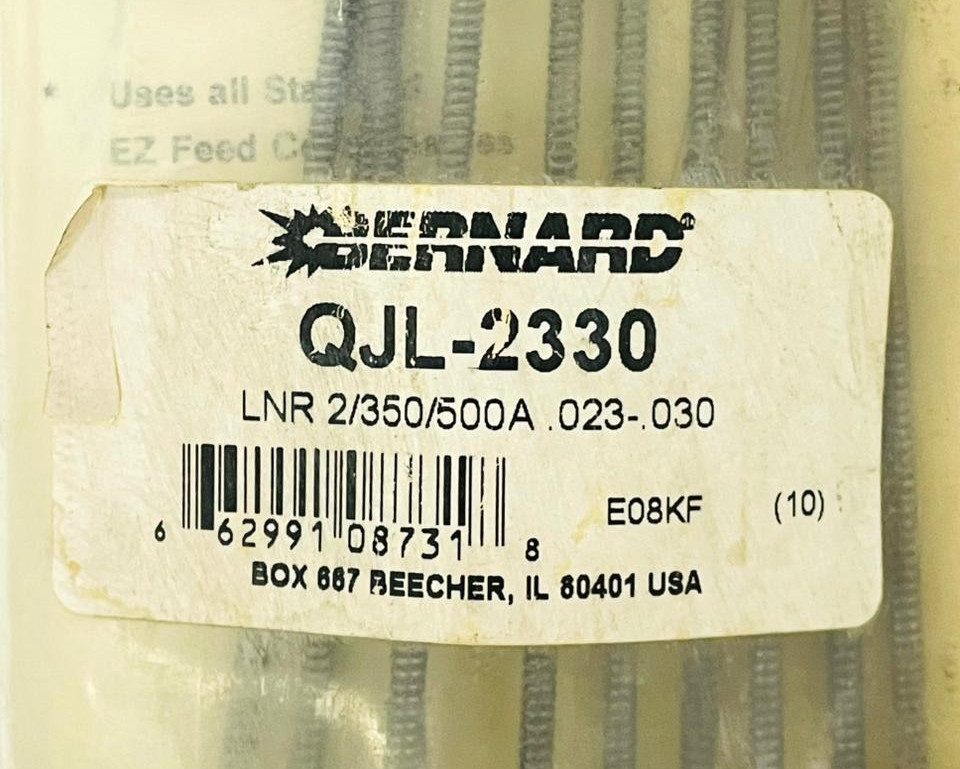 * Uses all
EZ Feed
BERNARD®
QJL-2330
LNR 2/350/500A .023-.030
E08KF (10)
6 62991 08731 8
BOX 667 BEECHER, IL 60401 USA